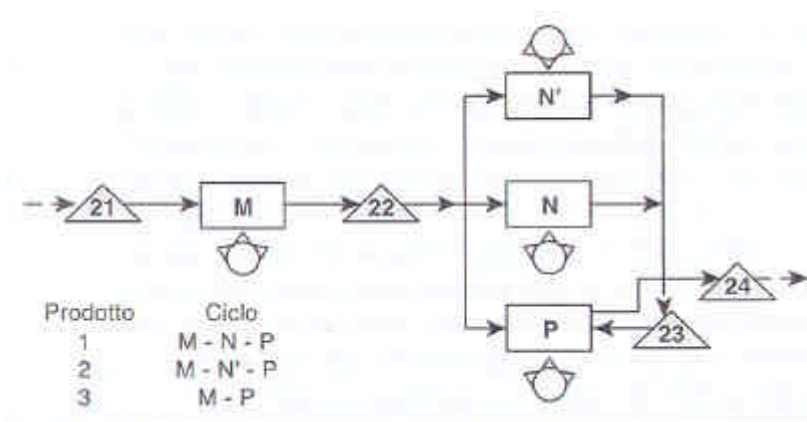 N'
21
M
22
N
24
P
23
Prodotto Ciclo
1 M - N - P
2 M - N' - P
3 M - P